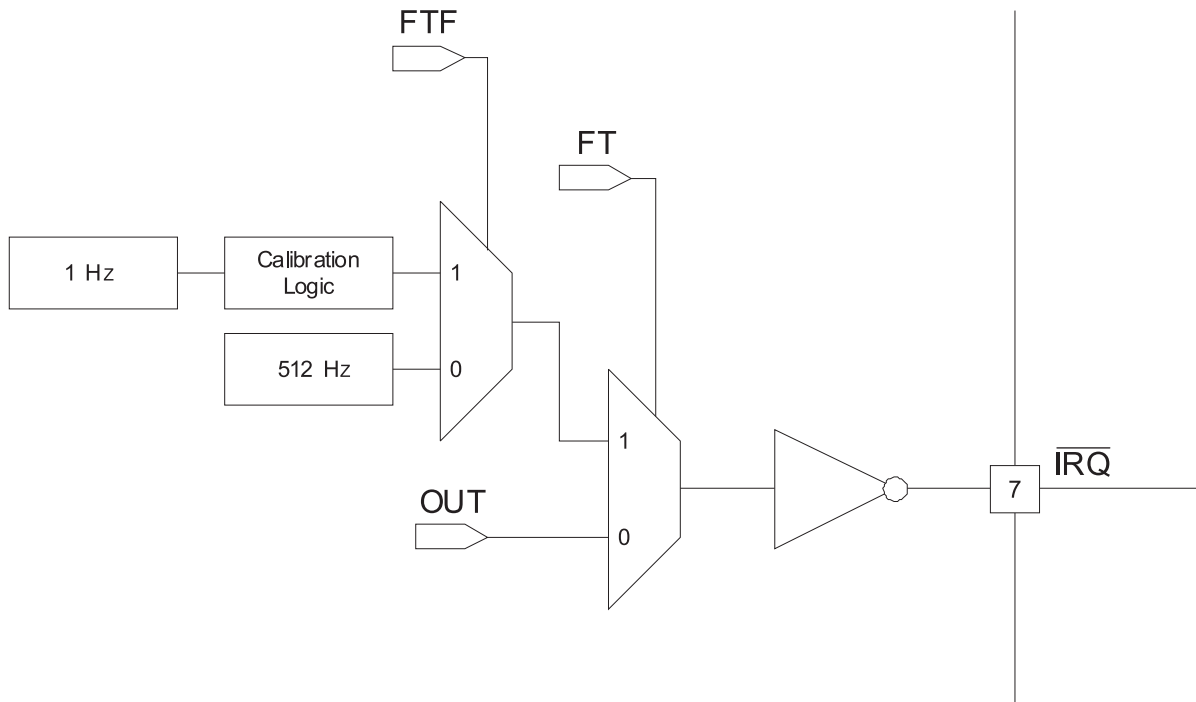 FTF
FT
1 Hz
Calibration
Logic
1
512 Hz
0
1
IRQ
7
OUT
0